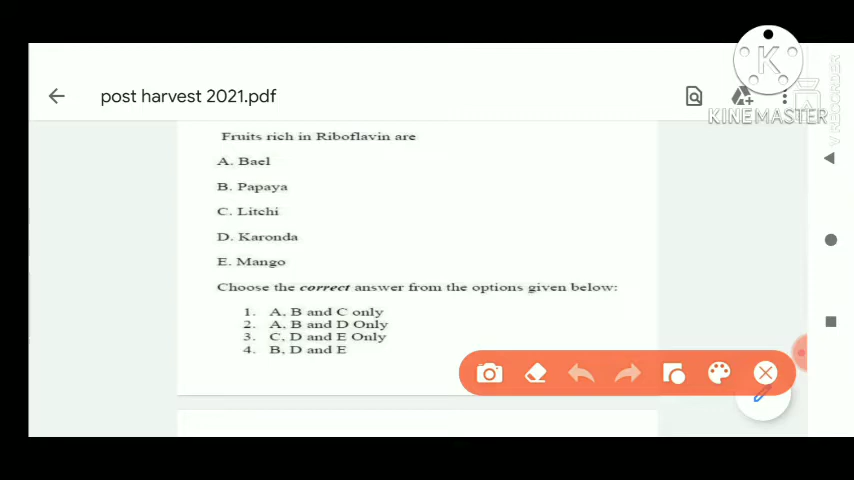 post harvest 2021.pdf
K
KINEMASTER
V RECORDER
Fruits rich in Riboflavin are
A. Bael
B. Papaya
C. Litchi
D. Karonda
E. Mango
Choose the correct answer from the options given below:
1. A, B and C only
2. A, B and D Only
3. C, D and E Only
4. B, D and E